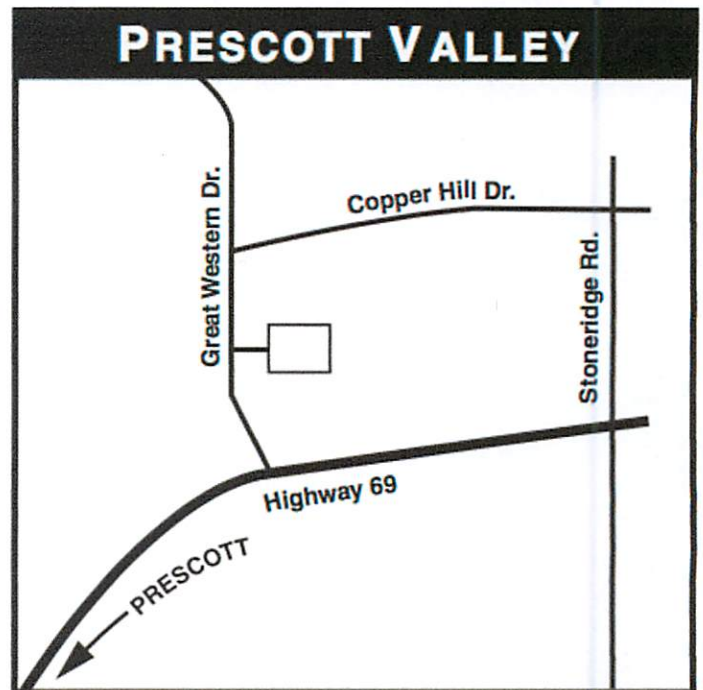 PRESCOTT VALLEY
Great Western Dr.
Copper Hill Dr.
Stoneridge Rd.
Highway 69
PRESCOTT